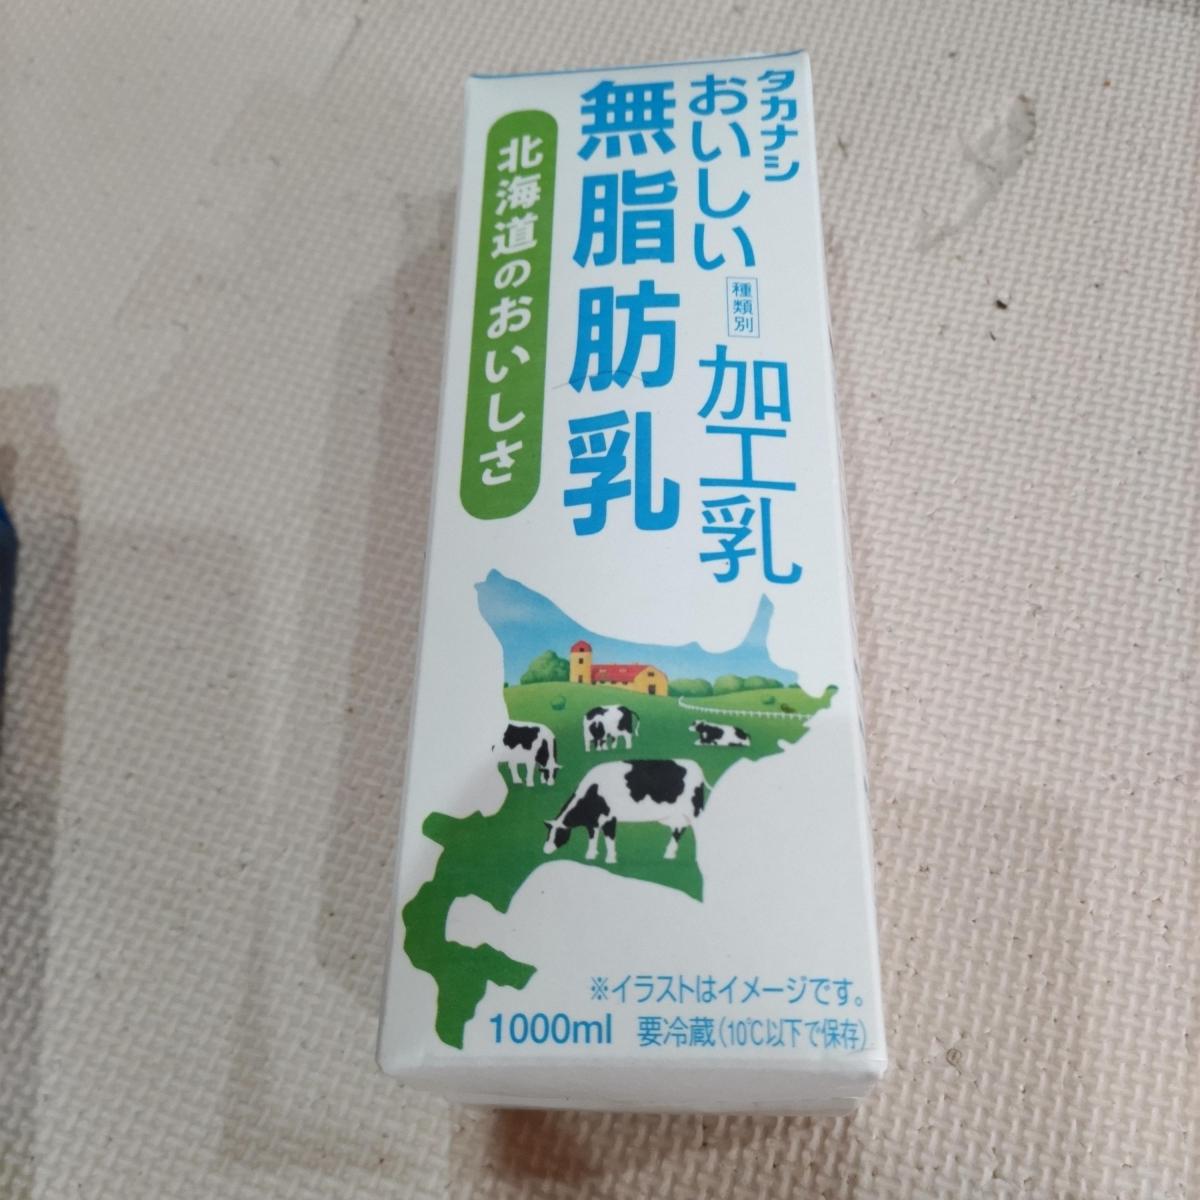 タカナシ
おいしい
種類別
加工乳
無脂肪乳
北海道のおいしさ
※イラストはイメージです。
1000ml 要冷蔵(10℃以下で保存)